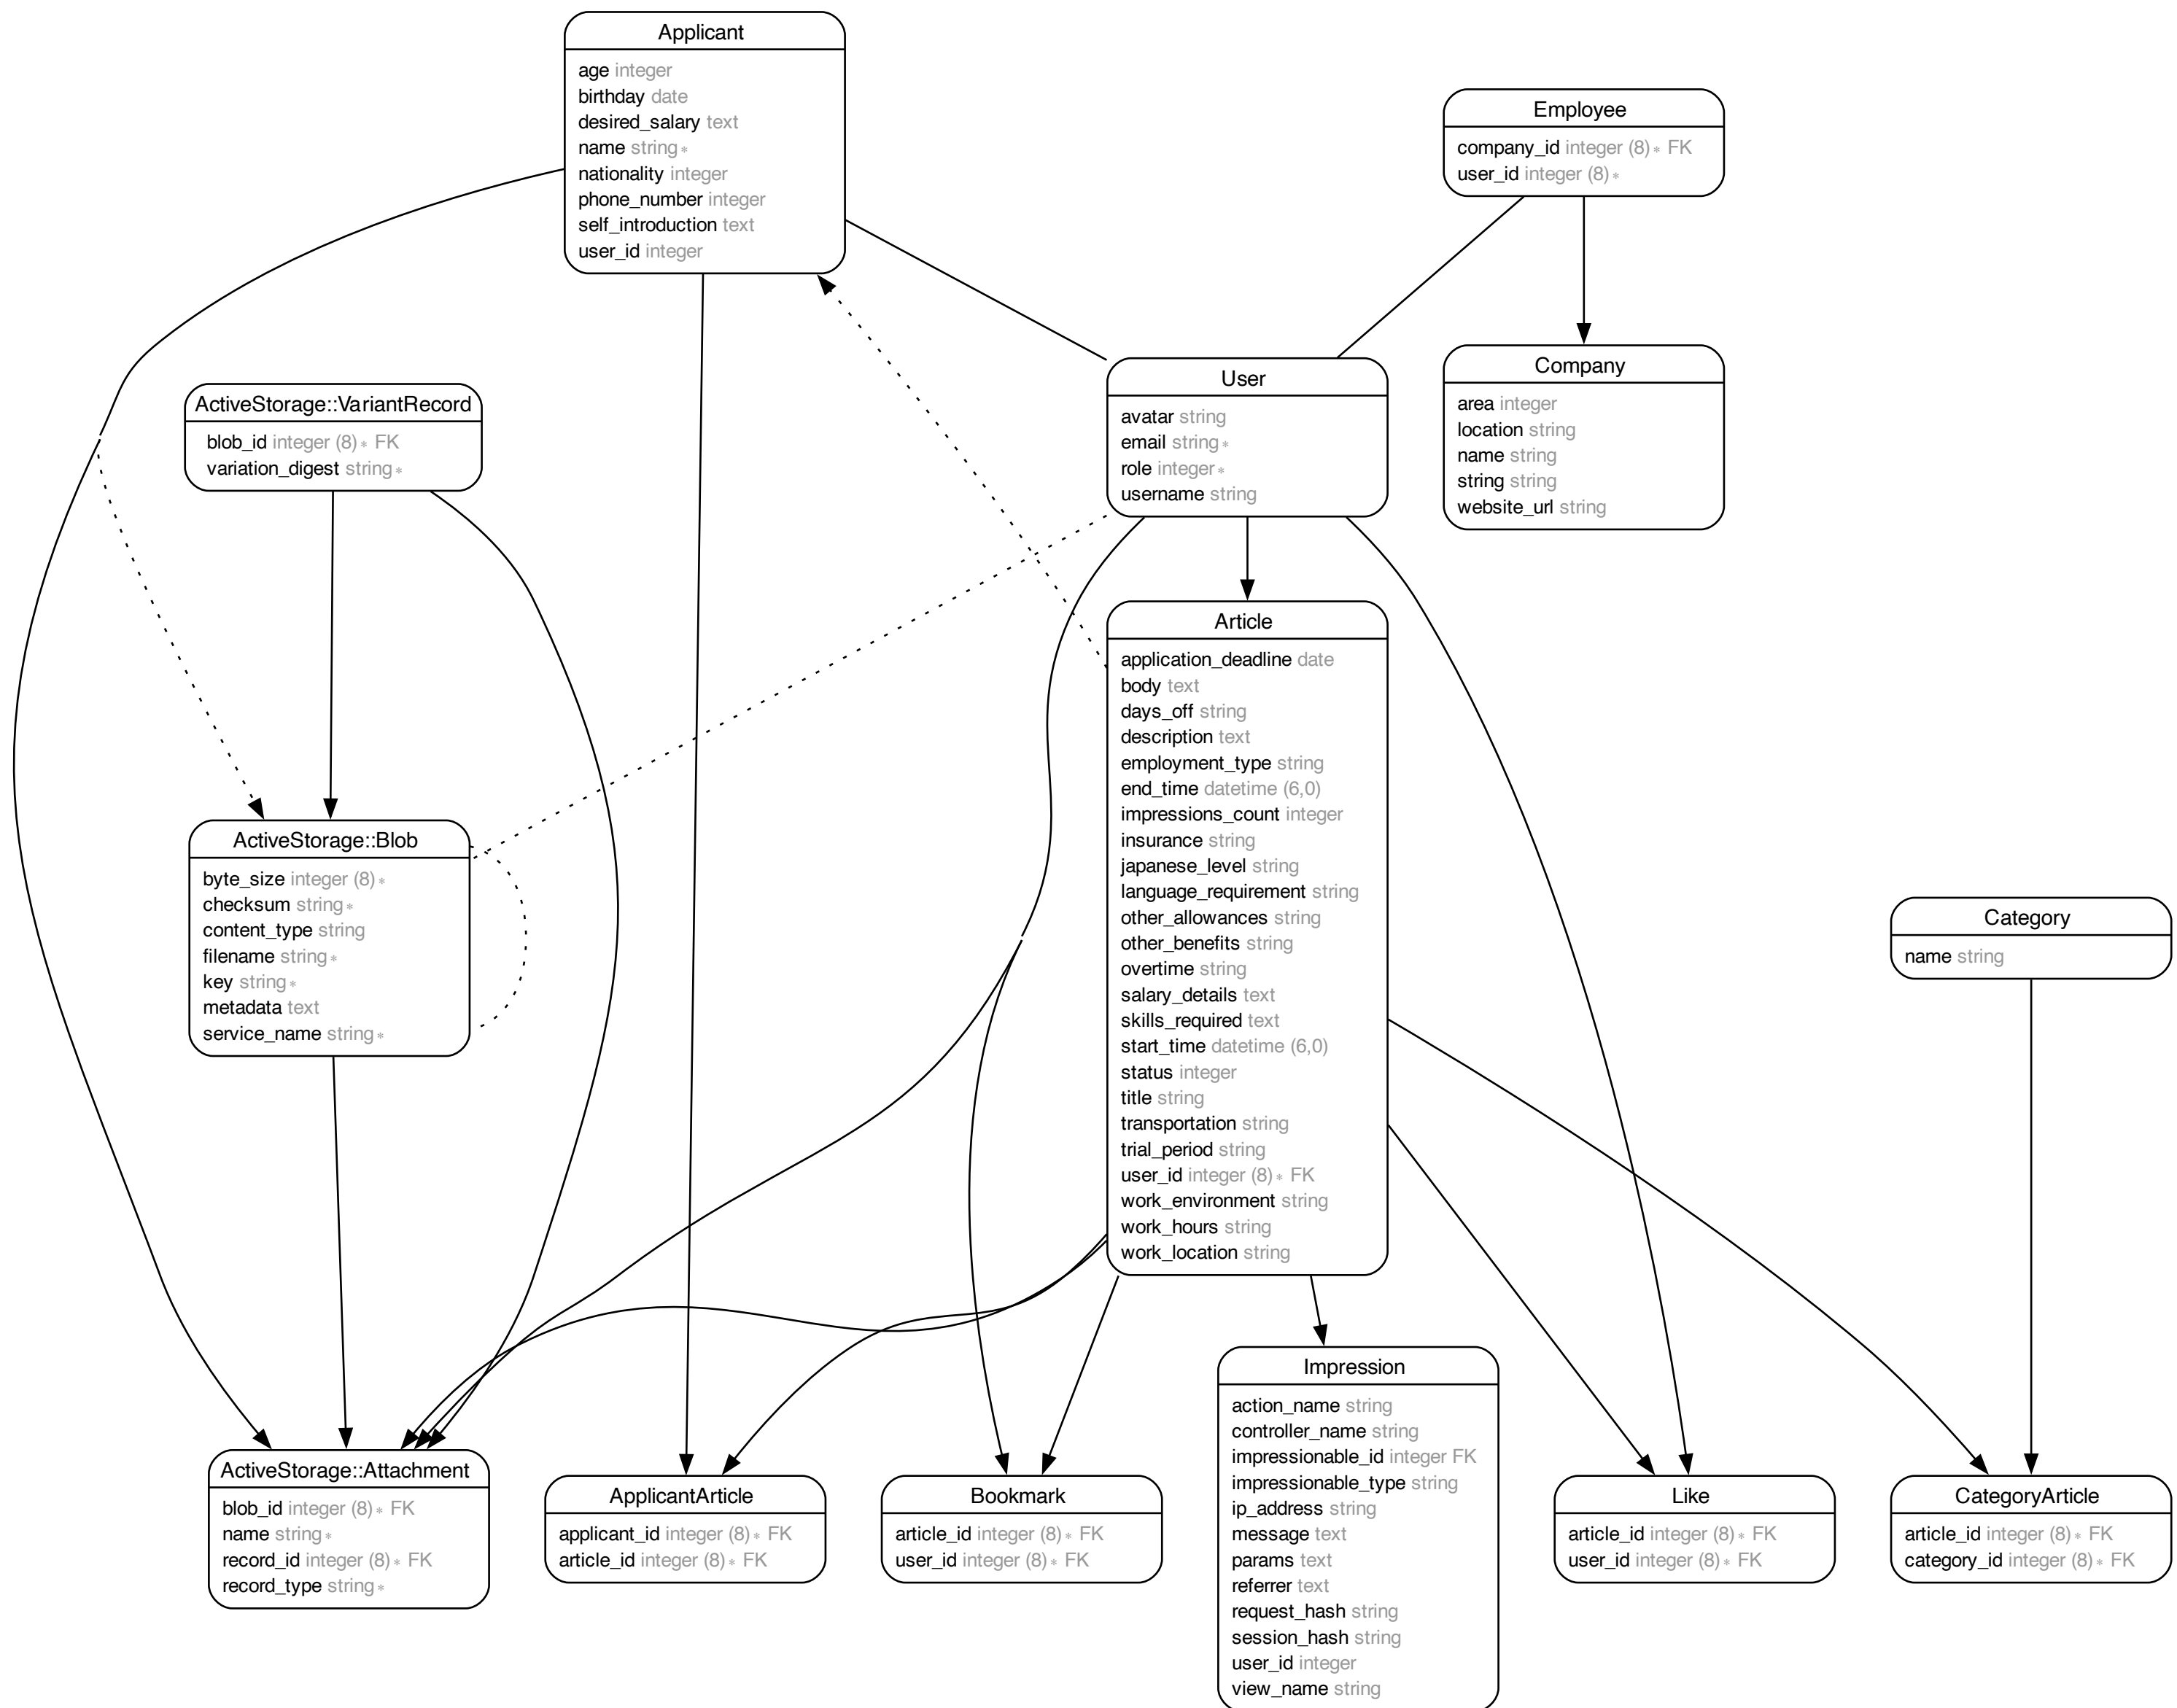 Applicant
age integer
birthday date
desired_salary text
name string *
nationality integer
phone_number integer
self_introduction text
user_id integer
Employee
company_id integer (8) * FK
user_id integer (8) *
Company
area integer
location string
name string
string string
website_url string
User
avatar string
email string *
role integer *
username string
ActiveStorage::VariantRecord
blob_id integer (8) * FK
variation_digest string *
Article
application_deadline date
body text
days_off string
description text
employment_type string
end_time datetime (6,0)
impressions_count integer
insurance string
japanese_level string
language_requirement string
other_allowances string
other_benefits string
overtime string
salary_details text
skills_required text
start_time datetime (6,0)
status integer
title string
transportation string
trial_period string
user_id integer (8) * FK
work_environment string
work_hours string
work_location string
ActiveStorage::Blob
byte_size integer (8) *
checksum string *
content_type string
filename string *
key string *
metadata text
service_name string *
Category
name string
ActiveStorage::Attachment
blob_id integer (8) * FK
name string *
record_id integer (8) * FK
record_type string *
ApplicantArticle
applicant_id integer (8) * FK
article_id integer (8) * FK
Bookmark
article_id integer (8) * FK
user_id integer (8) * FK
Impression
action_name string
controller_name string
impressionable_id integer FK
impressionable_type string
ip_address string
message text
params text
referrer text
request_hash string
session_hash string
user_id integer
view_name string
Like
article_id integer (8) * FK
user_id integer (8) * FK
CategoryArticle
article_id integer (8) * FK
category_id integer (8) * FK